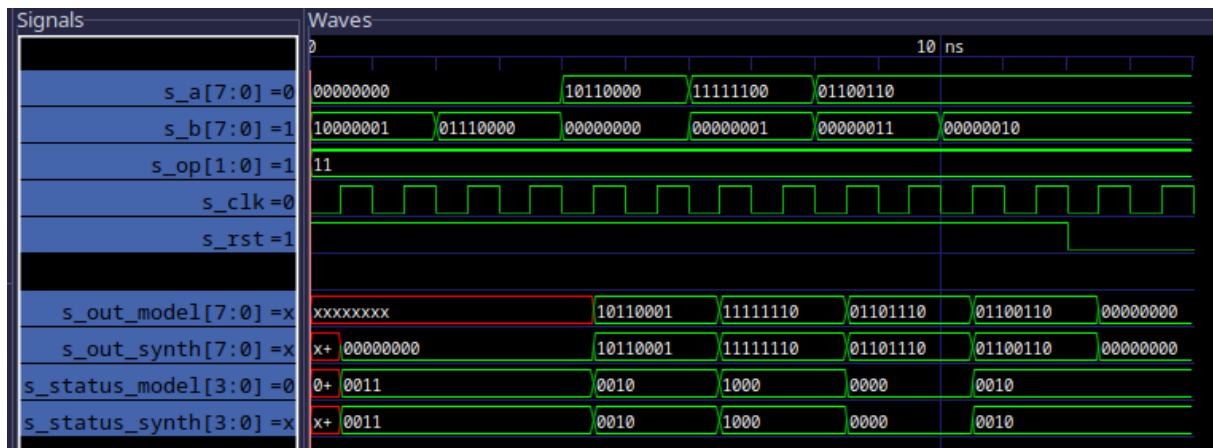 Signals Waves
0 10 ns
s_a[7:0] =0 00000000 10110000 11111100 01100110
s_b[7:0] =1 10000001 01110000 00000000 00000001 00000011 00000010
s_op[1:0] =1 11
s_clk =0
s_rst =1
s_out_model[7:0] =x xxxxxxxx 10110001 11111110 01101110 01100110 00000000
s_out_synth[7:0] =x x+ 00000000 10110001 11111110 01101110 01100110 00000000
s_status_model[3:0] =0 0+ 0011 0010 1000 0000 0010
s_status_synth[3:0] =x x+ 0011 0010 1000 0000 0010